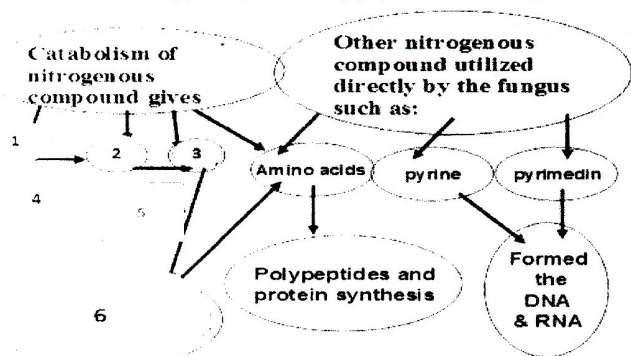 Catabolism of
nitrogenous
compound gives
Other nitrogenous
compound utilized
directly by the fungus
such as:
1
2
3
Amino acids
pyrine
pyrimedin
4
5
Polypeptides and
protein synthesis
Formed
the
DNA
& RNA
6